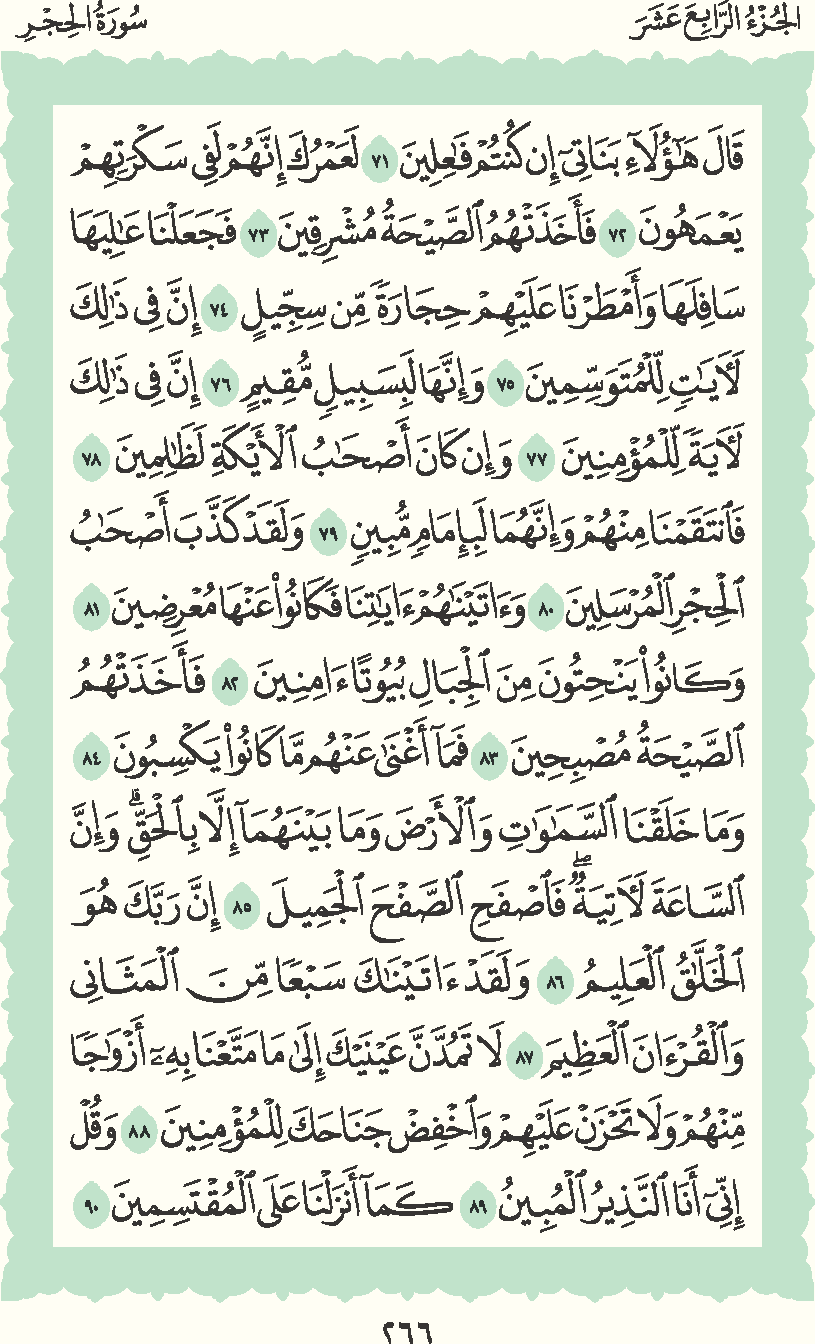 الجُزْءُ الرَّابِعَ عَشَرَ
سُورَةُ الحِجْرِ
قَالَ هَٰٓؤُلَآءِ بَنَاتِىٓ إِن كُنتُمْ فَٰعِلِينَ ٧١ لَعَمْرُكَ إِنَّهُمْ لَفِى سَكْرَتِهِمْ
يَعْمَهُونَ ٧٢ فَأَخَذَتْهُمُ ٱلصَّيْحَةُ مُشْرِقِينَ ٧٣ فَجَعَلْنَا عَٰلِيَهَا
سَافِلَهَا وَأَمْطَرْنَا عَلَيْهِمْ حِجَارَةً مِّن سِجِّيلٍ ٧٤ إِنَّ فِى ذَٰلِكَ
لَءَايَٰتٍ لِّلْمُتَوَسِّمِينَ ٧٥ وَإِنَّهَا لَبِسَبِيلٍ مُّقِيمٍ ٧٦ إِنَّ فِى ذَٰلِكَ
لَءَايَةً لِّلْمُؤْمِنِينَ ٧٧ وَإِن كَانَ أَصْحَٰبُ ٱلْأَيْكَةِ لَظَٰلِمِينَ ٧٨
فَٱنتَقَمْنَا مِنْهُمْ وَإِنَّهُمَا لَبِإِمَامٍ مُّبِينٍ ٧٩ وَلَقَدْ كَذَّبَ أَصْحَٰبُ
ٱلْحِجْرِ ٱلْمُرْسَلِينَ ٨٠ وَءَاتَيْنَٰهُمْ ءَايَٰتِنَا فَكَانُوا۟ عَنْهَا مُعْرِضِينَ ٨١
وَكَانُوا۟ يَنْحِتُونَ مِنَ ٱلْجِبَالِ بُيُوتًا ءَامِنِينَ ٨٢ فَأَخَذَتْهُمُ
ٱلصَّيْحَةُ مُصْبِحِينَ ٨٣ فَمَآ أَغْنَىٰ عَنْهُم مَّا كَانُوا۟ يَكْسِبُونَ ٨٤
وَمَا خَلَقْنَا ٱلسَّمَٰوَٰتِ وَٱلْأَرْضَ وَمَا بَيْنَهُمَآ إِلَّا بِٱلْحَقِّ ۗ وَإِنَّ
ٱلسَّاعَةَ لَءَاتِيَةٌ ۖ فَٱصْفَحِ ٱلصَّفْحَ ٱلْجَمِيلَ ٨٥ إِنَّ رَبَّكَ هُوَ
ٱلْخَلَّٰقُ ٱلْعَلِيمُ ٨٦ وَلَقَدْ ءَاتَيْنَٰكَ سَبْعًا مِّنَ ٱلْمَثَانِى
وَٱلْقُرْءَانَ ٱلْعَظِيمَ ٨٧ لَا تَمُدَّنَّ عَيْنَيْكَ إِلَىٰ مَا مَتَّعْنَا بِهِۦٓ أَزْوَٰجًا
مِّنْهُمْ وَلَا تَحْزَنْ عَلَيْهِمْ وَٱخْفِضْ جَنَاحَكَ لِلْمُؤْمِنِينَ ٨٨ وَقُلْ
إِنِّىٓ أَنَا ٱلنَّذِيرُ ٱلْمُبِينُ ٨٩ كَمَآ أَنزَلْنَا عَلَى ٱلْمُقْتَسِمِينَ ٩٠
٢٦٦